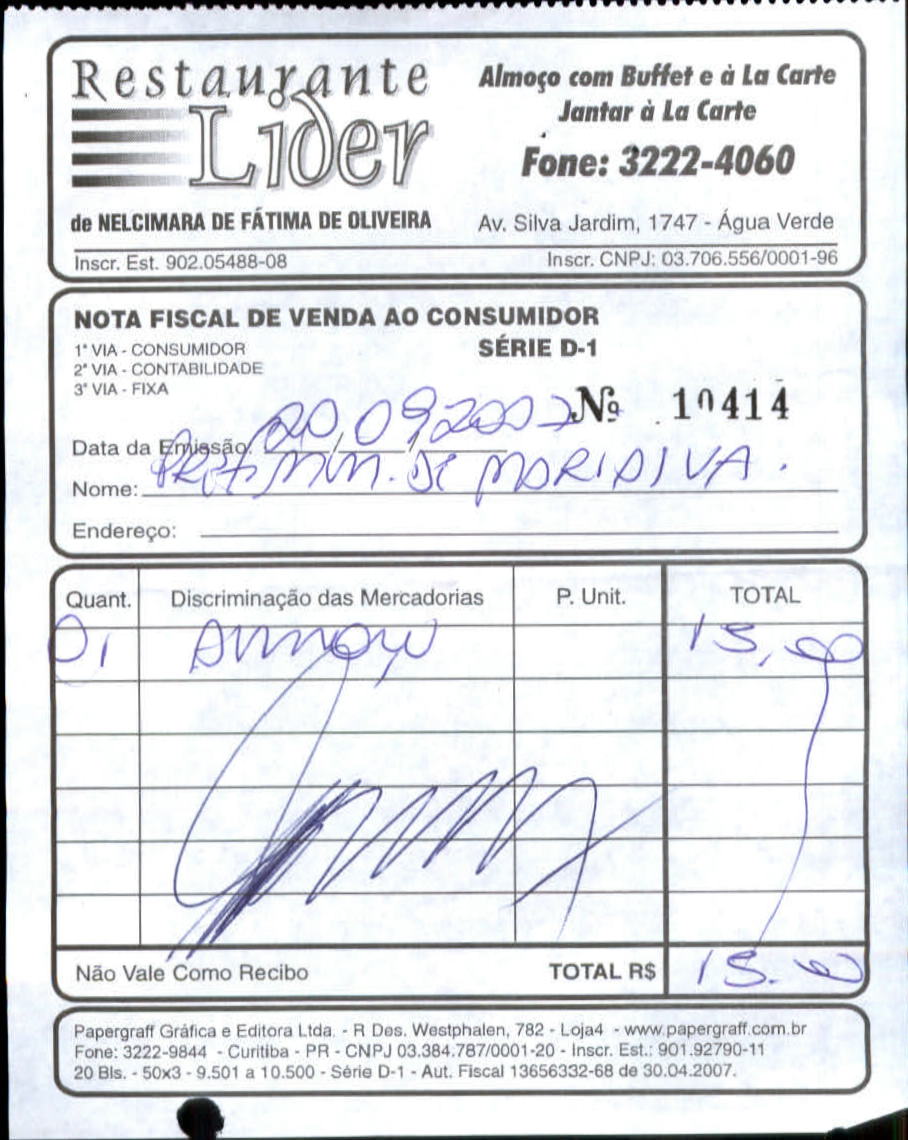 Restaurante
Lider
de NELCIMARA DE FÁTIMA DE OLIVEIRA
Inscr. Est. 902.05488-08
Almoço com Buffet e à La Carte
Jantar à La Carte
Fone: 3222-4060
Av. Silva Jardim, 1747 - Água Verde
Inscr. CNPJ: 03.706.556/0001-96
NOTA FISCAL DE VENDA AO CONSUMIDOR
1ª VIA - CONSUMIDOR
2ª VIA - CONTABILIDADE
3ª VIA - FIXA
SÉRIE D-1
Nº 10414
Data da Emissão: 20,09,2007
Nome: Pref. Mun. de MARIDIVA.
Endereço:
Quant. Discriminação das Mercadorias P. Unit. TOTAL
01 Almoço 15,00
Não Vale Como Recibo TOTAL R$ 15.00
Papergraff Gráfica e Editora Ltda. - R Des. Westphalen, 782 - Loja4 - www.papergraff.com.br
Fone: 3222-9844 - Curitiba - PR - CNPJ 03.384.787/0001-20 - Inscr. Est.: 901.92790-11
20 Bls. - 50x3 - 9.501 a 10.500 - Série D-1 - Aut. Fiscal 13656332-68 de 30.04.2007.